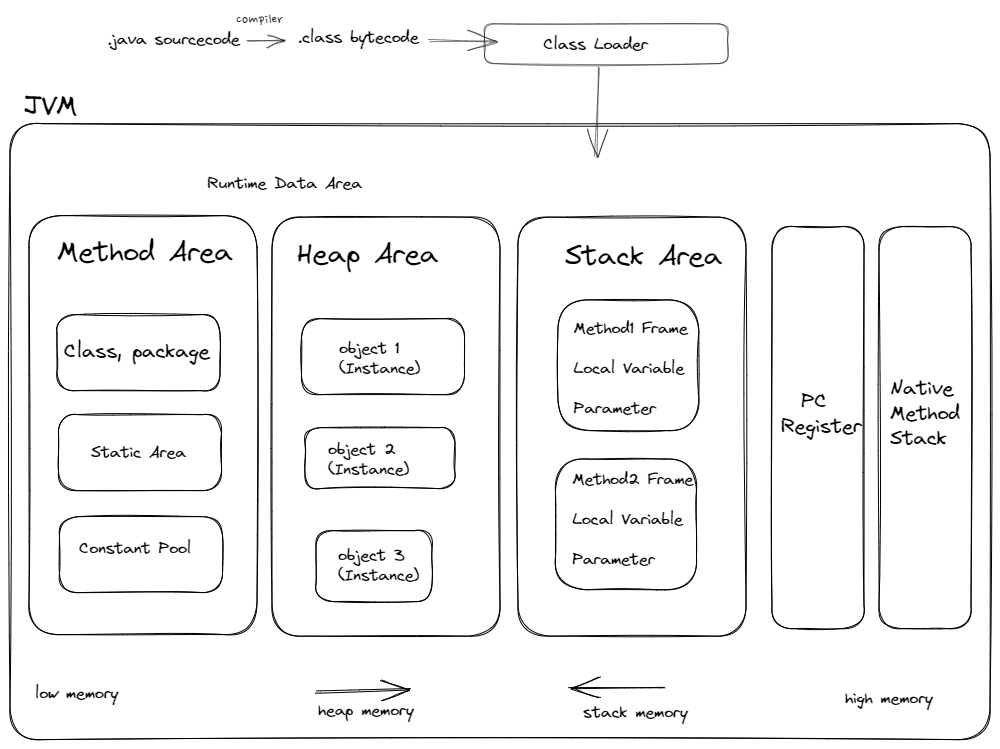 compiler
.java sourcecode
.class bytecode
Class Loader
JVM
Runtime Data Area
Method Area
Class, package
Static Area
Constant Pool
Heap Area
object 1
(Instance)
object 2
(Instance)
object 3
(Instance)
Stack Area
Method1 Frame
Local Variable
Parameter
Method2 Frame
Local Variable
Parameter
PC
Register
Native
Method
Stack
low memory
heap memory
stack memory
high memory